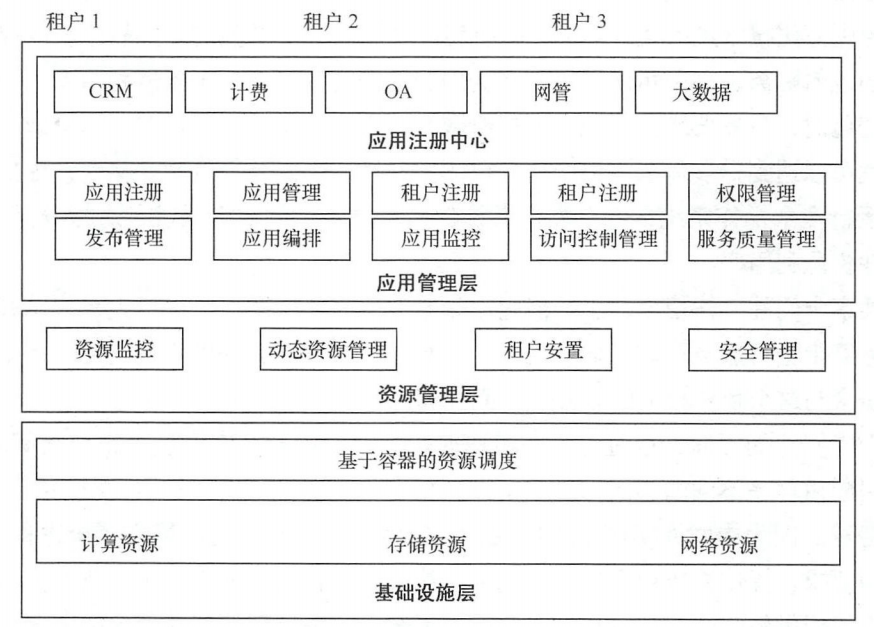 租户 1 租户 2 租户 3
CRM 计费 OA 网管 大数据
应用注册中心
应用注册 应用管理 租户注册 租户注册 权限管理
发布管理 应用编排 应用监控 访问控制管理 服务质量管理
应用管理层
资源监控 动态资源管理 租户安置 安全管理
资源管理层
基于容器的资源调度
计算资源 存储资源 网络资源
基础设施层